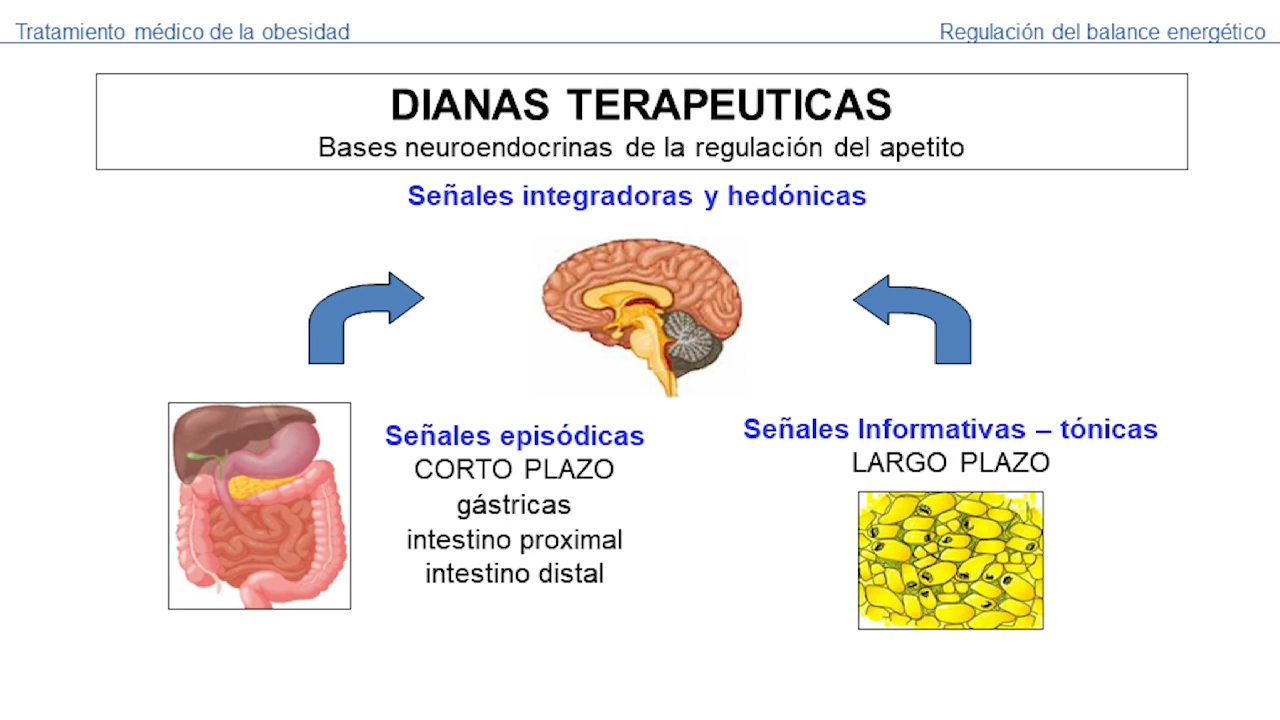 Tratamiento médico de la obesidad
Regulación del balance energético
DIANAS TERAPEUTICAS
Bases neuroendocrinas de la regulación del apetito
Señales integradoras y hedónicas
Señales episódicas
CORTO PLAZO
gástricas
intestino proximal
intestino distal
Señales Informativas – tónicas
LARGO PLAZO